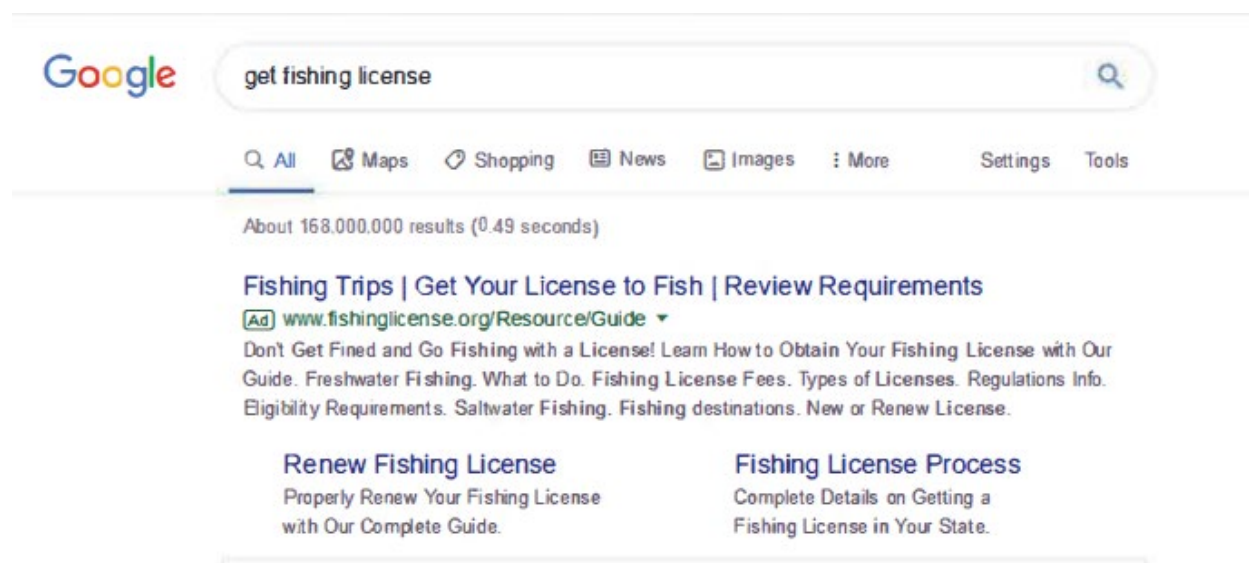 Google
get fishing license
All Maps Shopping News Images More Settings Tools
About 168.000.000 results (0.49 seconds)
Fishing Trips | Get Your License to Fish | Review Requirements
Ad www.fishinglicense.org/Resource/Guide
Don't Get Fined and Go Fishing with a License! Learn How to Obtain Your Fishing License with Our
Guide. Freshwater Fishing. What to Do. Fishing License Fees. Types of Licenses. Regulations Info.
Eligibility Requirements. Saltwater Fishing. Fishing destinations. New or Renew License.
Renew Fishing License
Properly Renew Your Fishing License
with Our Complete Guide.
Fishing License Process
Complete Details on Getting a
Fishing License in Your State.